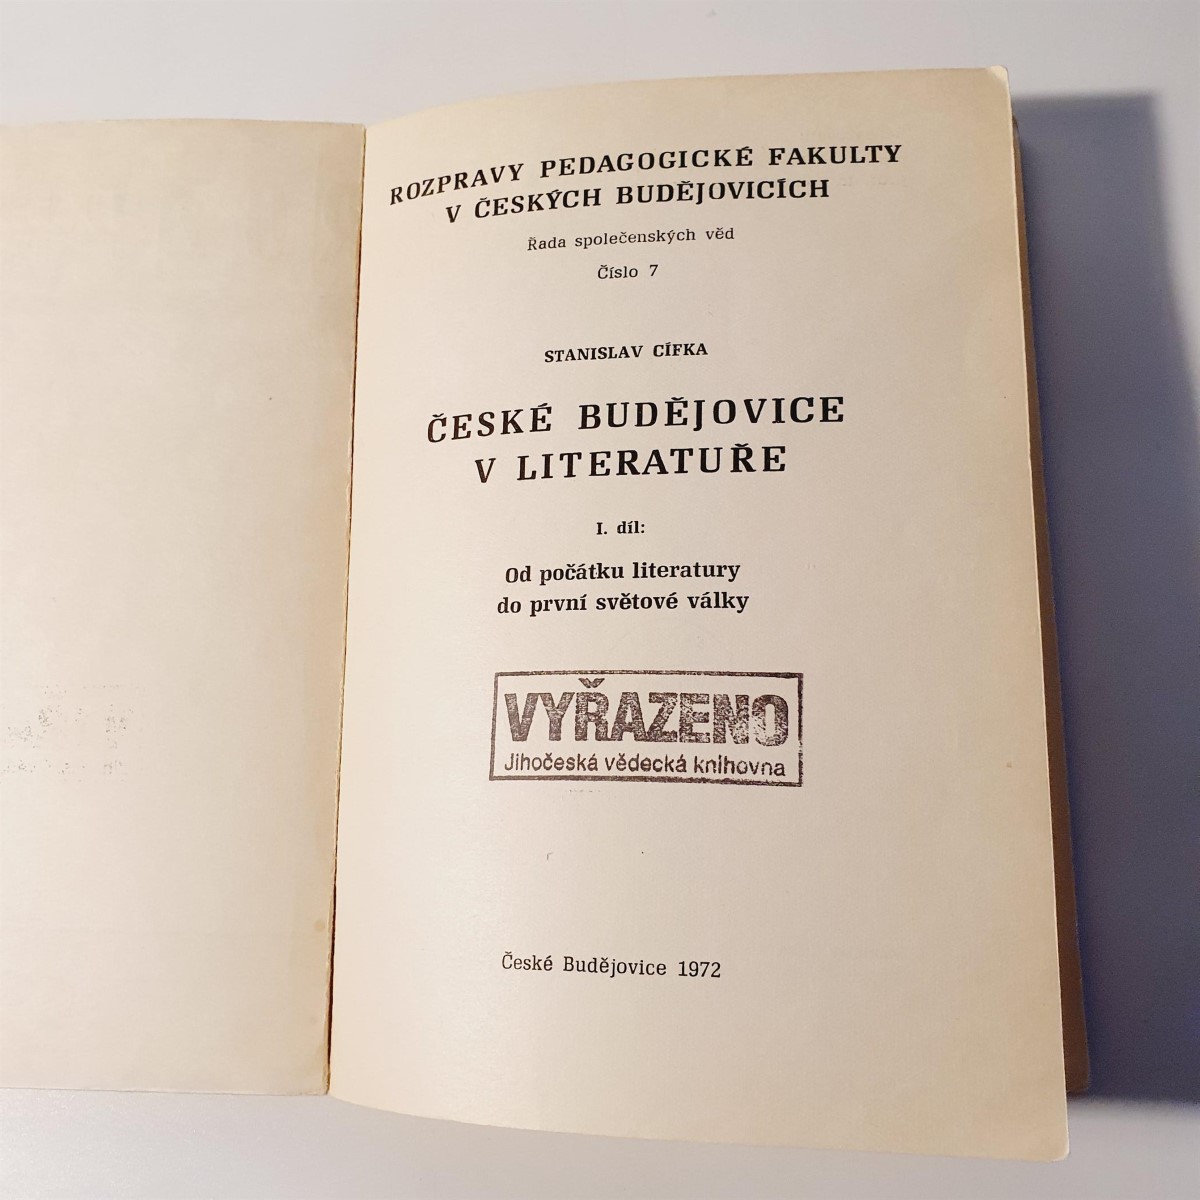 ROZPRAVY PEDAGOGICKÉ FAKULTY
V ČESKÝCH BUDĚJOVICÍCH
Řada společenských věd
Číslo 7
STANISLAV CÍFKA
ČESKÉ BUDĚJOVICE
V LITERATUŘE
I. díl:
Od počátku literatury
do první světové války
VYŘAZENO
Jihočeská vědecká knihovna
České Budějovice 1972